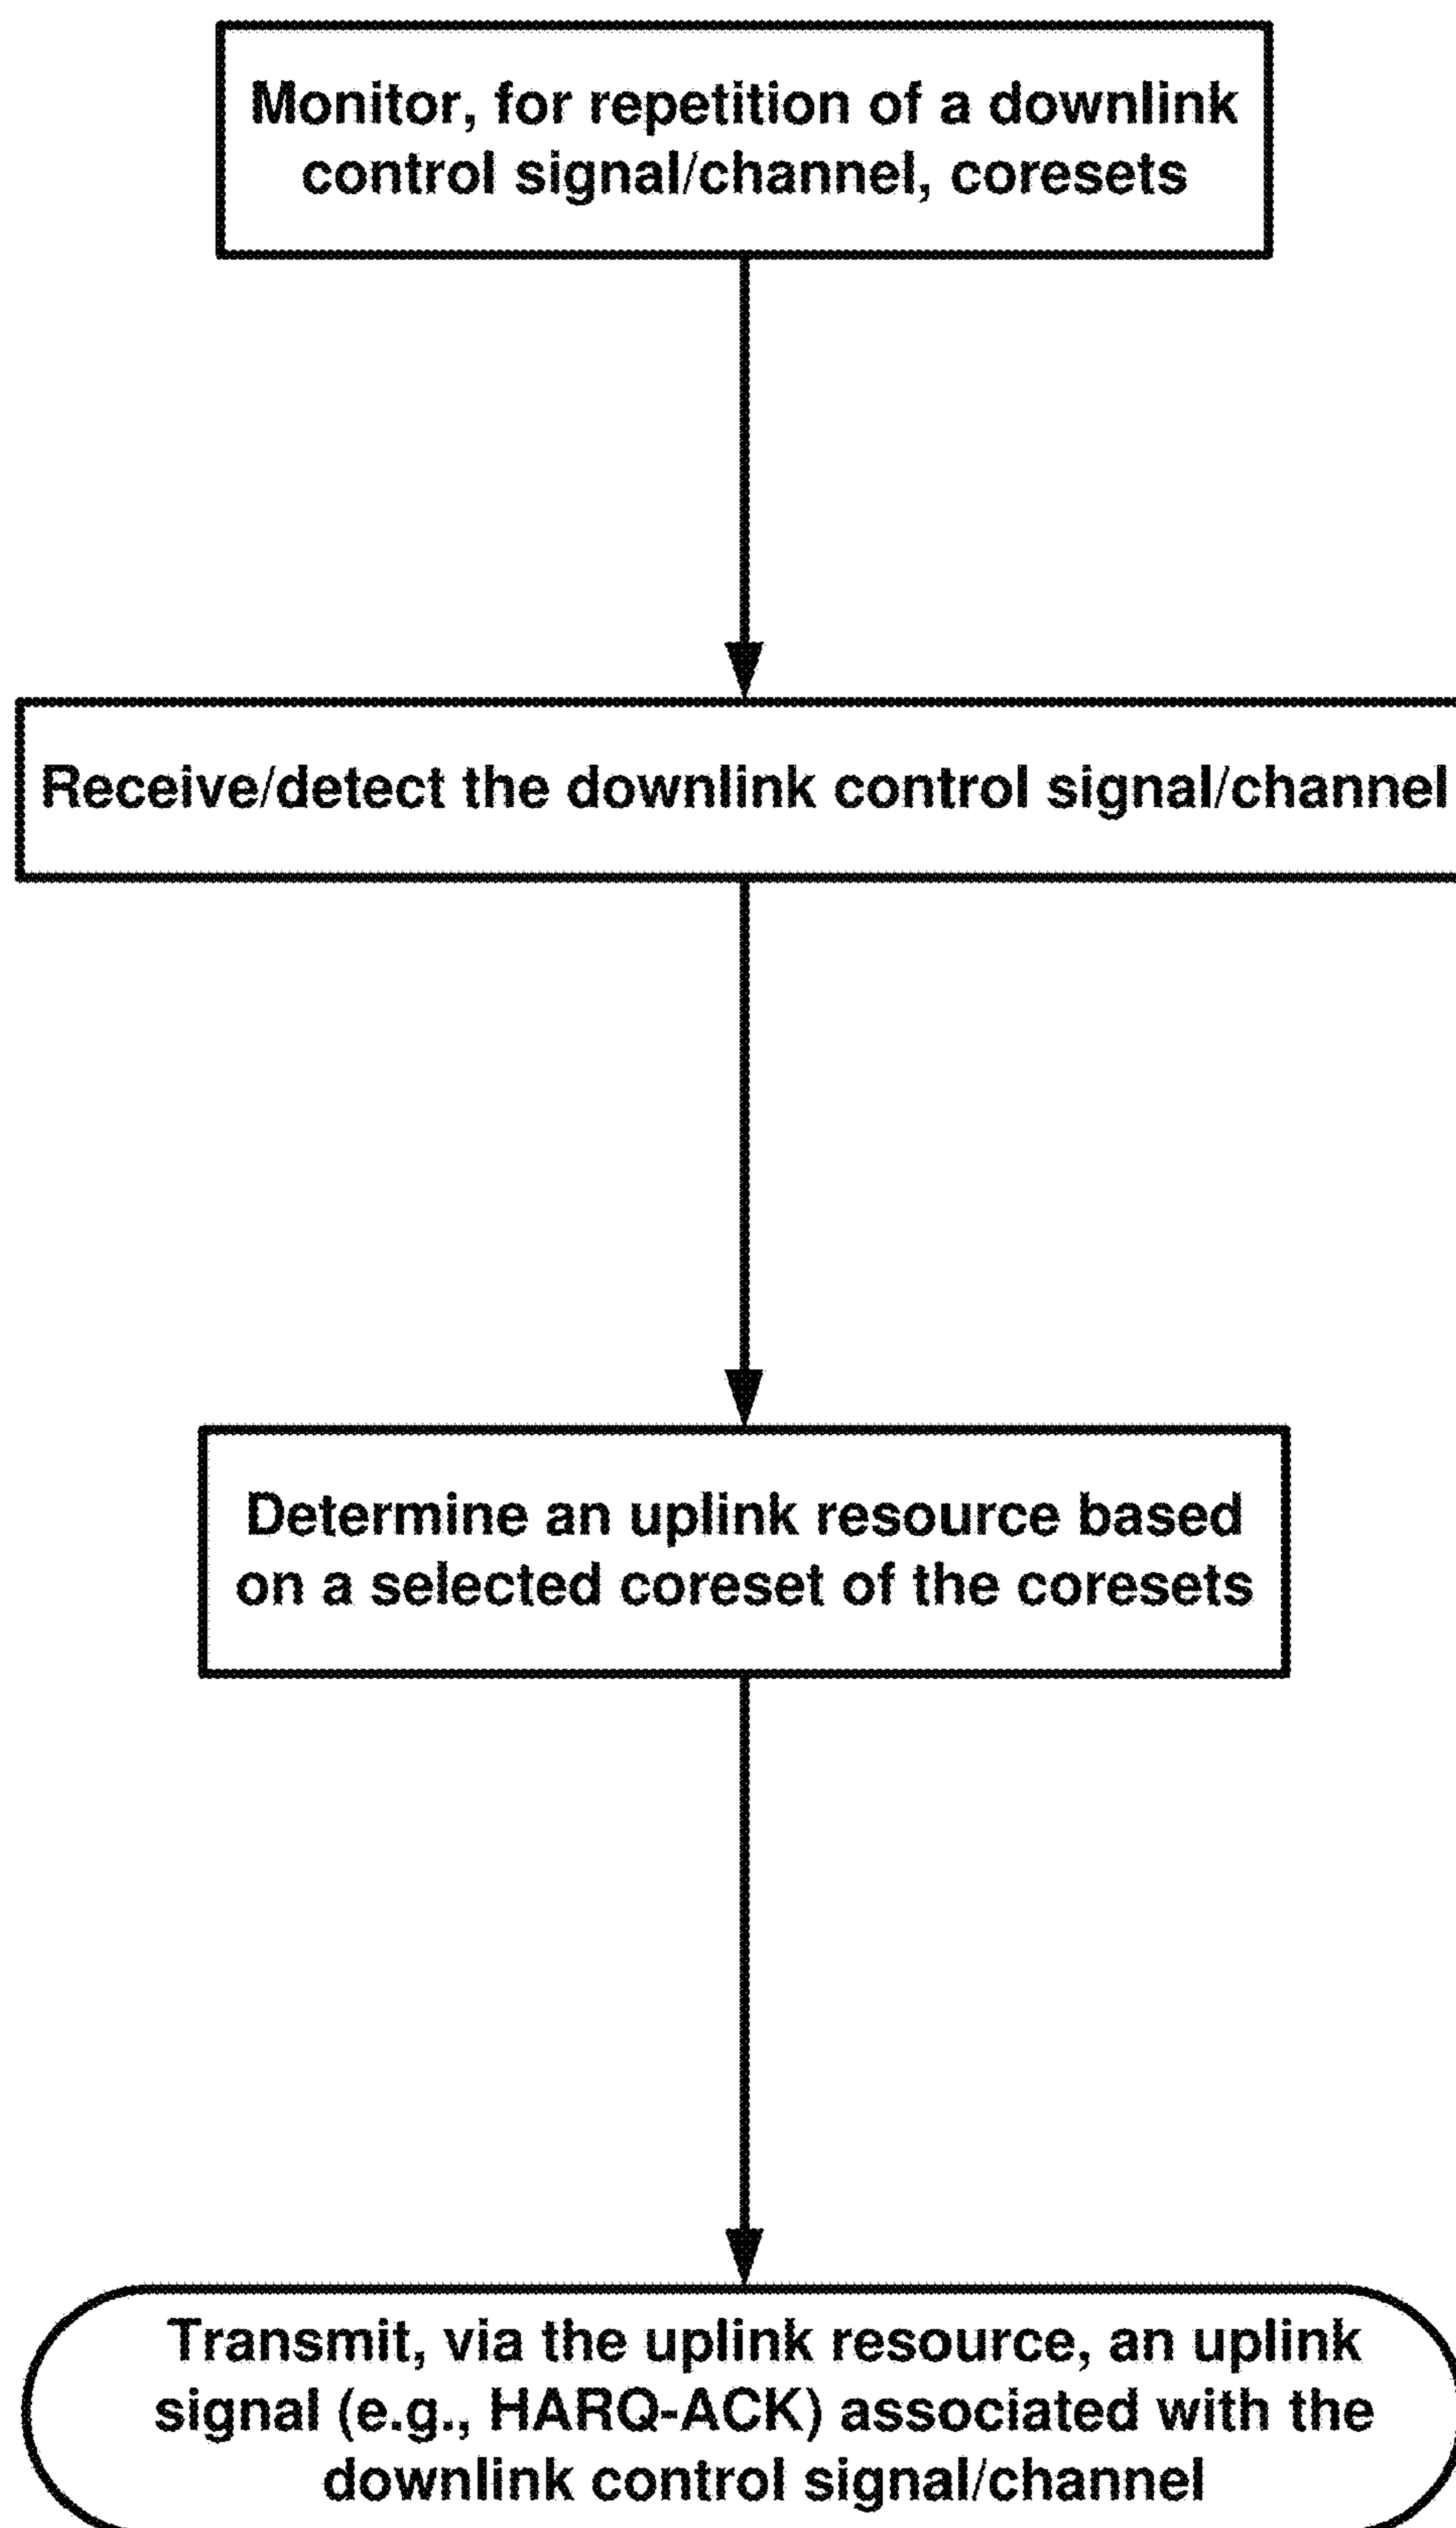 Monitor, for repetition of a downlink
control signal/channel, coresets
Receive/detect the downlink control signal/channel
Determine an uplink resource based
on a selected coreset of the coresets
Transmit, via the uplink resource, an uplink
signal (e.g., HARQ-ACK) associated with the
downlink control signal/channel